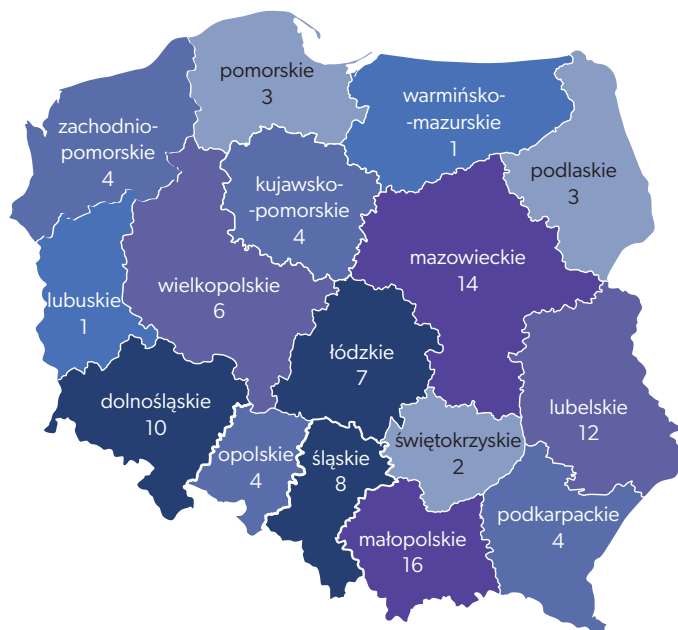 pomorskie
3
warmińsko-
-mazurskie
1
zachodnio-
pomorskie
4
podlaskie
3
kujawsko-
-pomorskie
4
mazowieckie
14
wielkopolskie
6
lubuskie
1
łódzkie
7
dolnośląskie
10
lubelskie
12
świętokrzyskie
2
opolskie
4
śląskie
8
podkarpackie
4
małopolskie
16